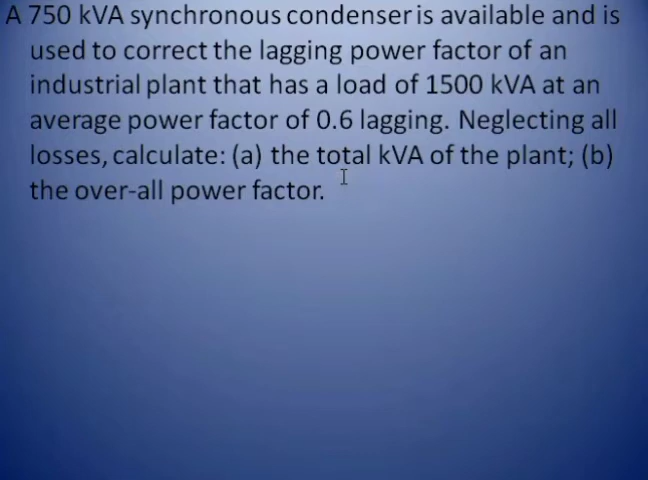 A 750 kVA synchronous condenser is available and is
used to correct the lagging power factor of an
industrial plant that has a load of 1500 kVA at an
average power factor of 0.6 lagging. Neglecting all
losses, calculate: (a) the total kVA of the plant; (b)
the over-all power factor.